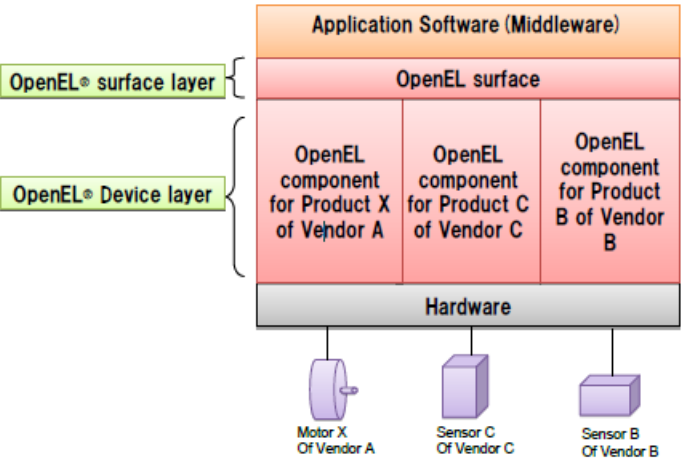 Application Software (Middleware)
OpenEL® surface layer
OpenEL surface
OpenEL® Device layer
OpenEL
component
for Product X
of Vendor A
OpenEL
component
for Product C
of Vendor C
OpenEL
component
for Product
B of Vendor
B
Hardware
Motor X
Of Vendor A
Sensor C
Of Vendor C
Sensor B
Of Vendor B